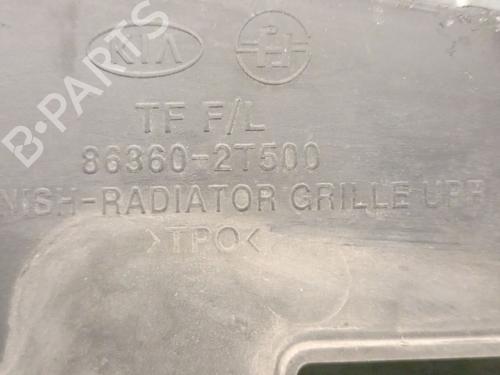 KIA
TF F/L
86360-2T500
NISH-RADIATOR GRILLE UPR
>TPO<
B-PARTS